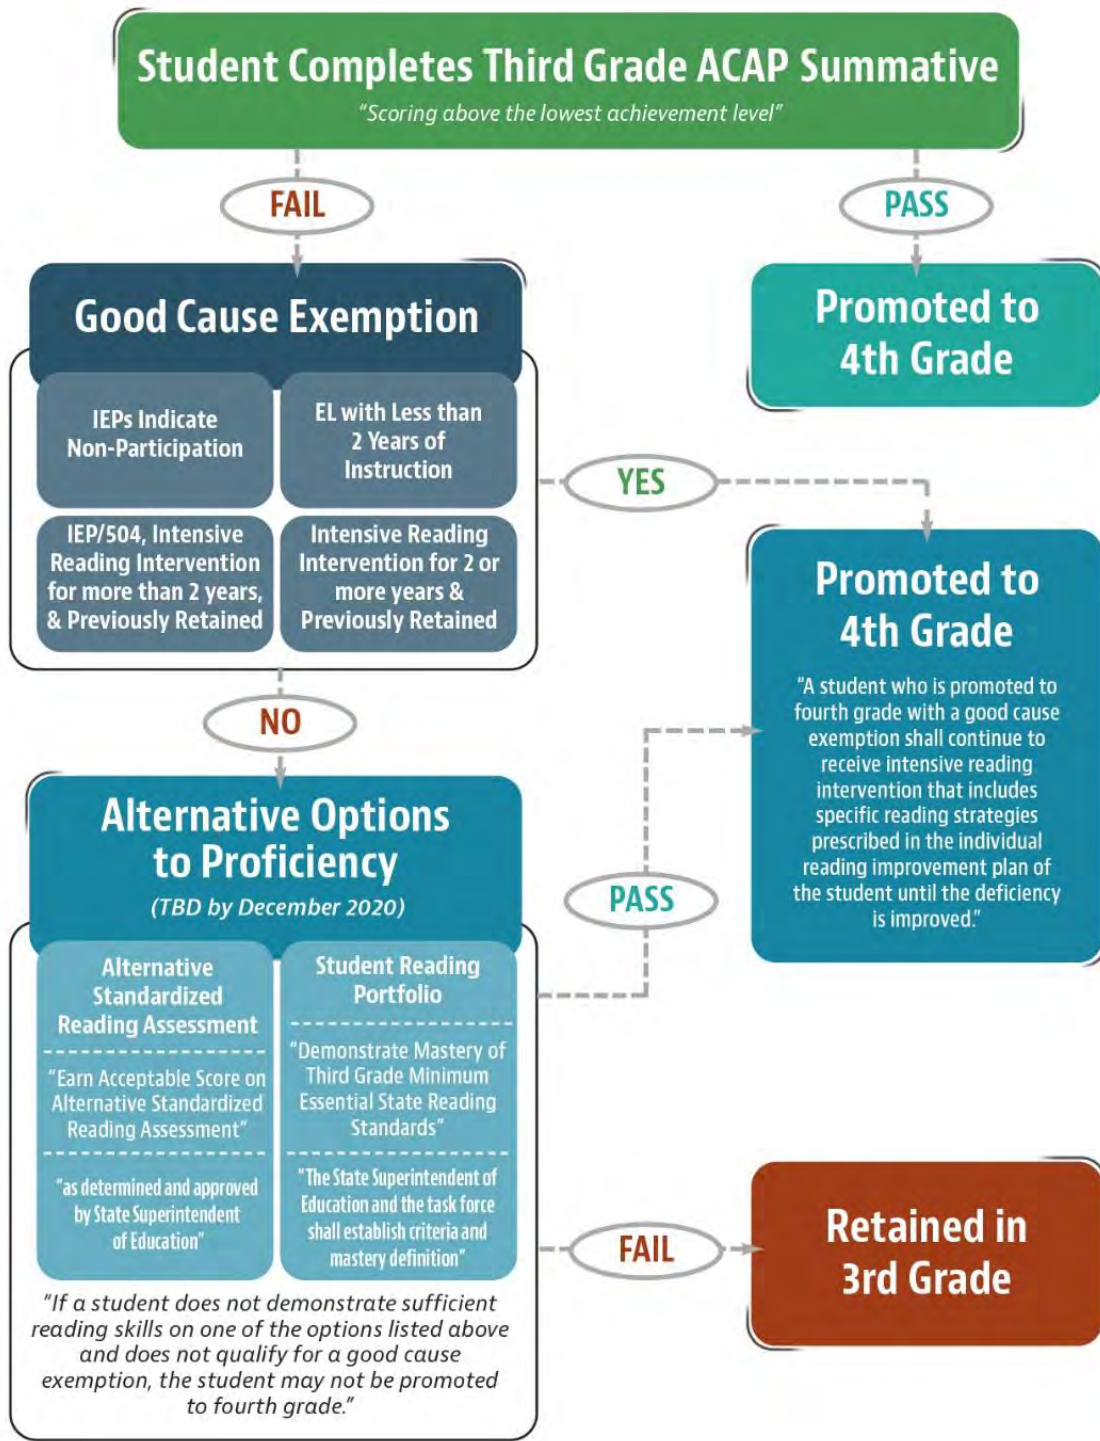 Student Completes Third Grade ACAP Summative
"Scoring above the lowest achievement level"
FAIL
PASS
Good Cause Exemption
IEPs Indicate
Non-Participation
EL with Less than
2 Years of
Instruction
IEP/504, Intensive
Reading Intervention
for more than 2 years,
& Previously Retained
Intensive Reading
Intervention for 2 or
more years &
Previously Retained
Promoted to
4th Grade
YES
Promoted to
4th Grade
"A student who is promoted to
fourth grade with a good cause
exemption shall continue to
receive intensive reading
intervention that includes
specific reading strategies
prescribed in the individual
reading improvement plan of
the student until the deficiency
is improved."
NO
Alternative Options
to Proficiency
(TBD by December 2020)
Alternative
Standardized
Reading Assessment
"Earn Acceptable Score on
Alternative Standardized
Reading Assessment"
"as determined and approved
by State Superintendent
of Education"
Student Reading
Portfolio
"Demonstrate Mastery of
Third Grade Minimum
Essential State Reading
Standards"
"The State Superintendent of
Education and the task force
shall establish criteria and
mastery definition"
"If a student does not demonstrate sufficient
reading skills on one of the options listed above
and does not qualify for a good cause
exemption, the student may not be promoted
to fourth grade."
PASS
FAIL
Retained in
3rd Grade